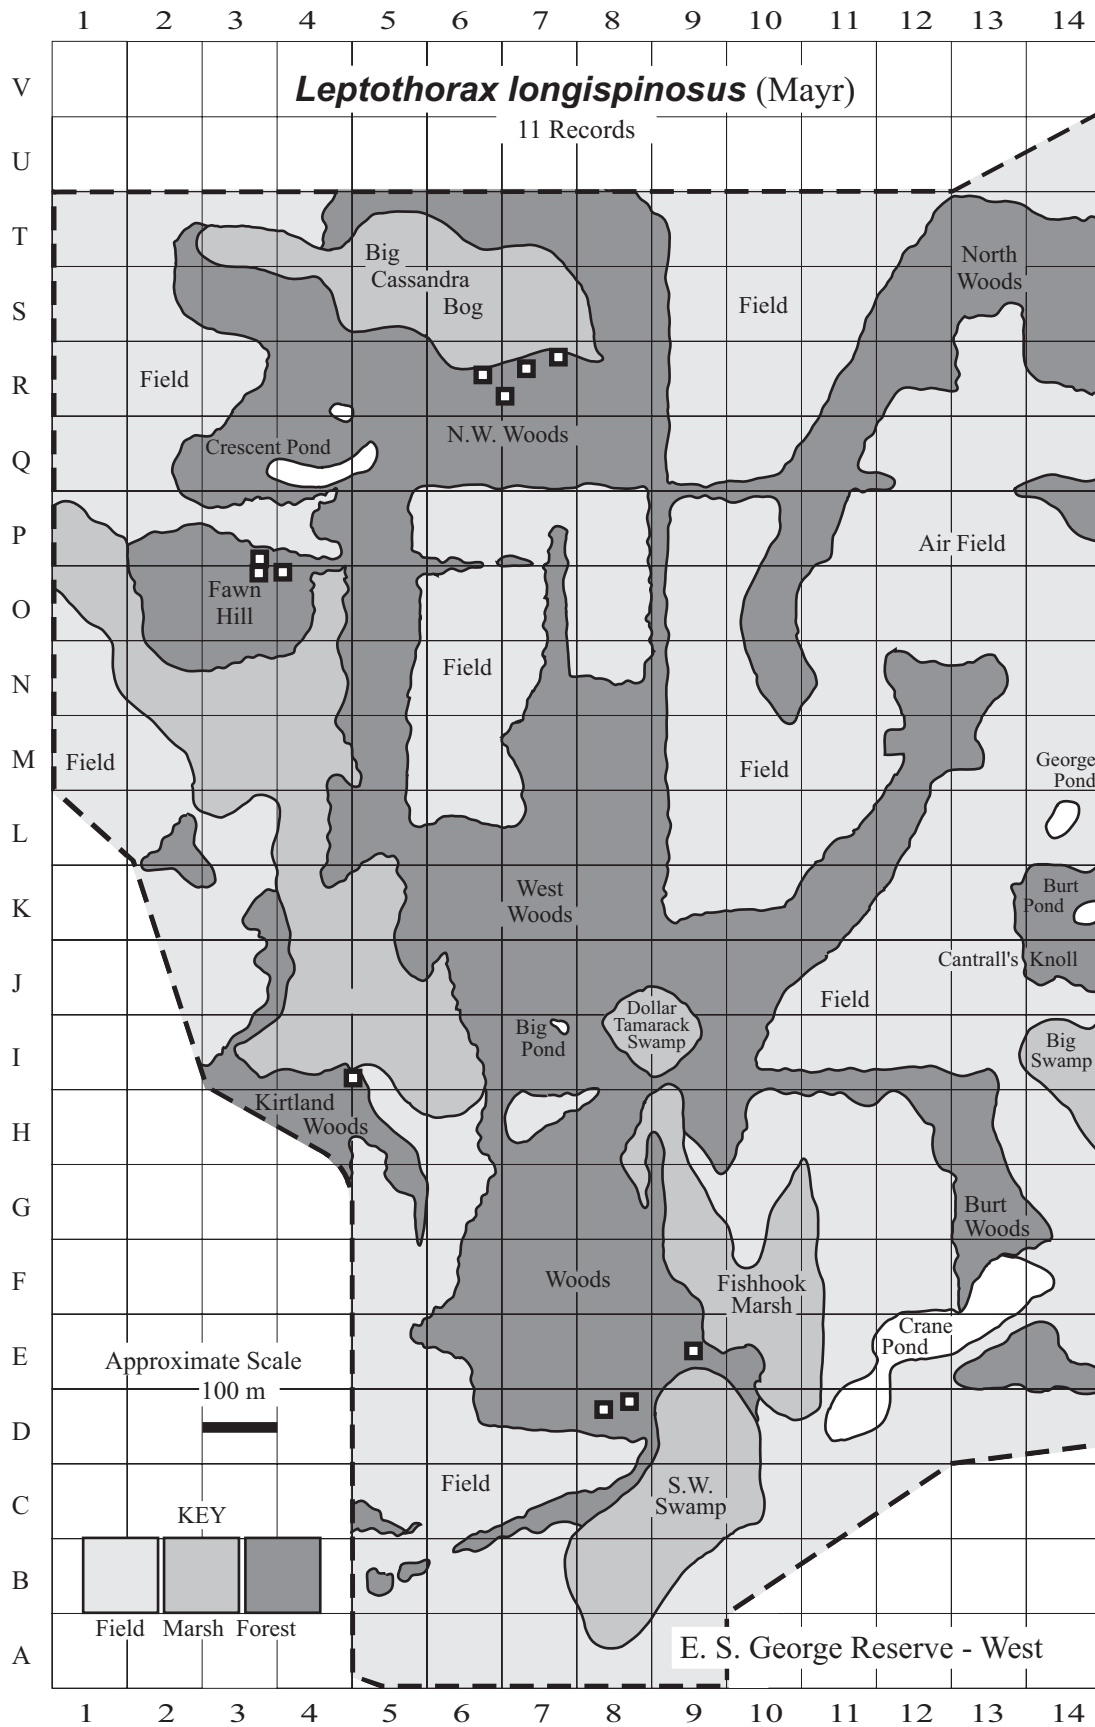 1 2 3 4 5 6 7 8 9 10 11 12 13 14
V
Leptothorax longispinosus (Mayr)
11 Records
U
T
Big
Cassandra
Bog
North
Woods
S
Field
R
Field
N.W. Woods
Crescent Pond
Q
P
Air Field
O
Fawn
Hill
N
Field
M
Field
Field
George
Pond
L
K
West
Woods
Burt
Pond
Cantrall's Knoll
J
Field
Dollar
Tamarack
Swamp
Big
Pond
I
Big
Swamp
Kirtland
Woods
H
G
Burt
Woods
F
Woods
Fishhook
Marsh
Crane
Pond
E
Approximate Scale
100 m
D
Field
S.W.
Swamp
C
KEY
B
Field Marsh Forest
A
E. S. George Reserve - West
1 2 3 4 5 6 7 8 9 10 11 12 13 14